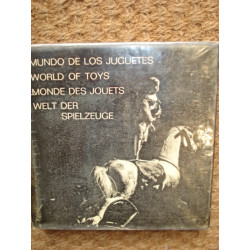 MUNDO DE LOS JUGUETES
WORLD OF TOYS
MONDE DES JOUETS
WELT DER
SPIELZEUGE